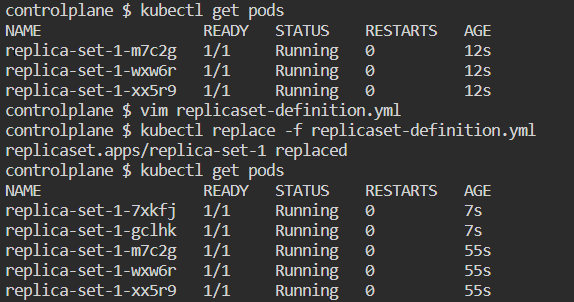 controlplane $ kubectl get pods
NAME                 READY   STATUS    RESTARTS   AGE
replica-set-1-m7c2g   1/1     Running   0          12s
replica-set-1-wxw6r   1/1     Running   0          12s
replica-set-1-xx5r9   1/1     Running   0          12s
controlplane $ vim replicaset-definition.yml
controlplane $ kubectl replace -f replicaset-definition.yml
replicaset.apps/replica-set-1 replaced
controlplane $ kubectl get pods
NAME                 READY   STATUS    RESTARTS   AGE
replica-set-1-7xkfj   1/1     Running   0          7s
replica-set-1-gclhk   1/1     Running   0          7s
replica-set-1-m7c2g   1/1     Running   0          55s
replica-set-1-wxw6r   1/1     Running   0          55s
replica-set-1-xx5r9   1/1     Running   0          55s